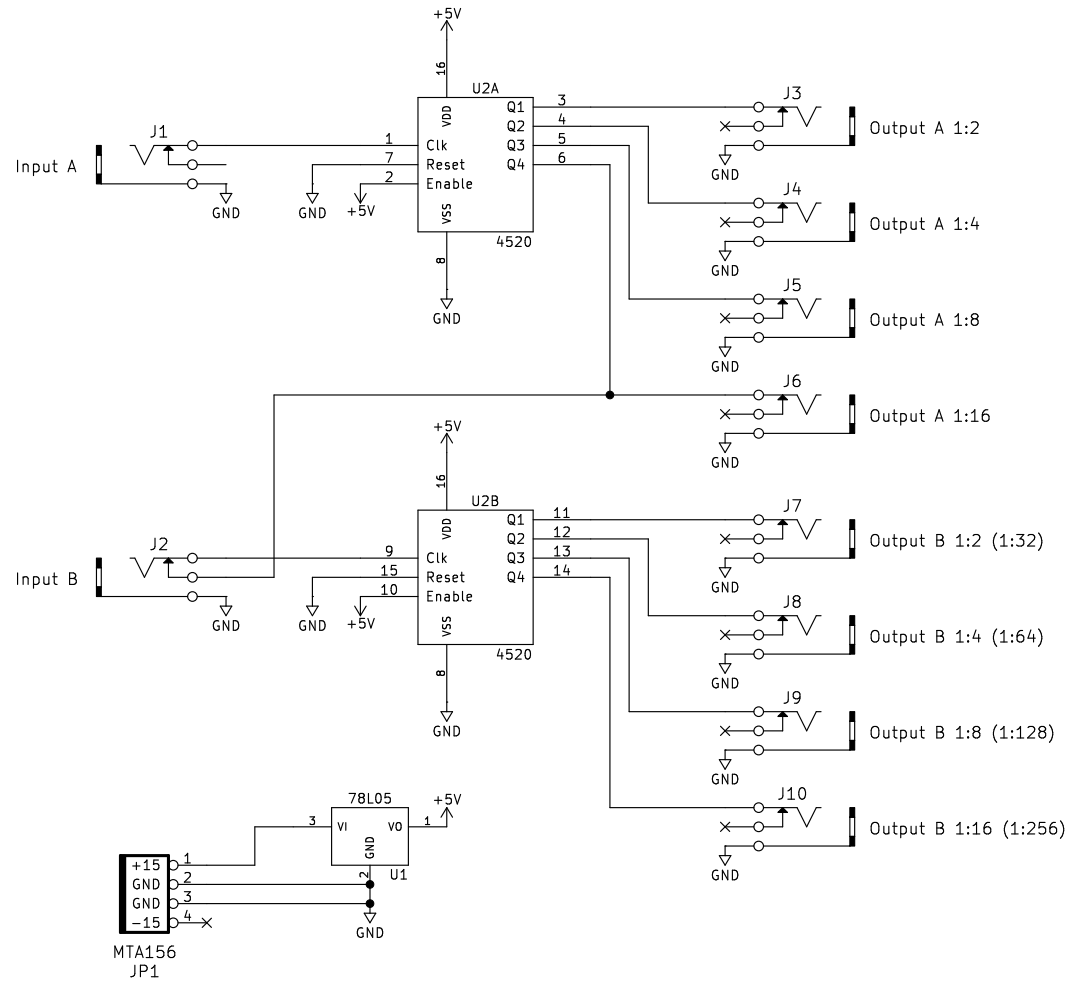 +5V
16
U2A
VDD
J1
Input A
GND
1 Clk
7 Reset
2 Enable
GND
+5V
VSS
4520
8
GND
Q1 3
Q2 4
Q3 5
Q4 6
J3
Output A 1:2
GND
J4
Output A 1:4
GND
J5
Output A 1:8
GND
J6
Output A 1:16
GND
+5V
16
U2B
VDD
J2
Input B
GND
9 Clk
15 Reset
10 Enable
GND
+5V
VSS
4520
8
GND
Q1 11
Q2 12
Q3 13
Q4 14
J7
Output B 1:2 (1:32)
GND
J8
Output B 1:4 (1:64)
GND
J9
Output B 1:8 (1:128)
GND
J10
Output B 1:16 (1:256)
GND
78L05
+5V
3 VI
VO 1
GND
2
U1
+15 1
GND 2
GND 3
-15 4
GND
MTA156
JP1